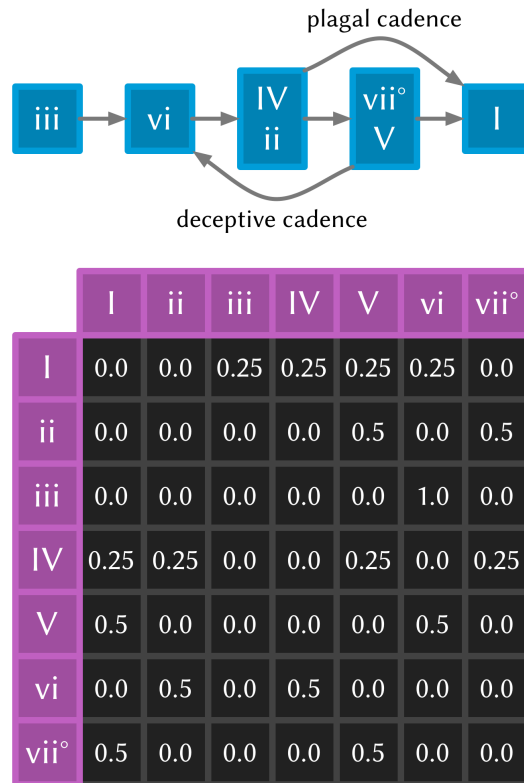 plagal cadence
iii vi IV ii vii° V I
deceptive cadence
I ii iii IV V vi vii°
I 0.0 0.0 0.25 0.25 0.25 0.25 0.0
ii 0.0 0.0 0.0 0.0 0.5 0.0 0.5
iii 0.0 0.0 0.0 0.0 0.0 1.0 0.0
IV 0.25 0.25 0.0 0.0 0.25 0.0 0.25
V 0.5 0.0 0.0 0.0 0.0 0.5 0.0
vi 0.0 0.5 0.0 0.5 0.0 0.0 0.0
vii° 0.5 0.0 0.0 0.0 0.5 0.0 0.0